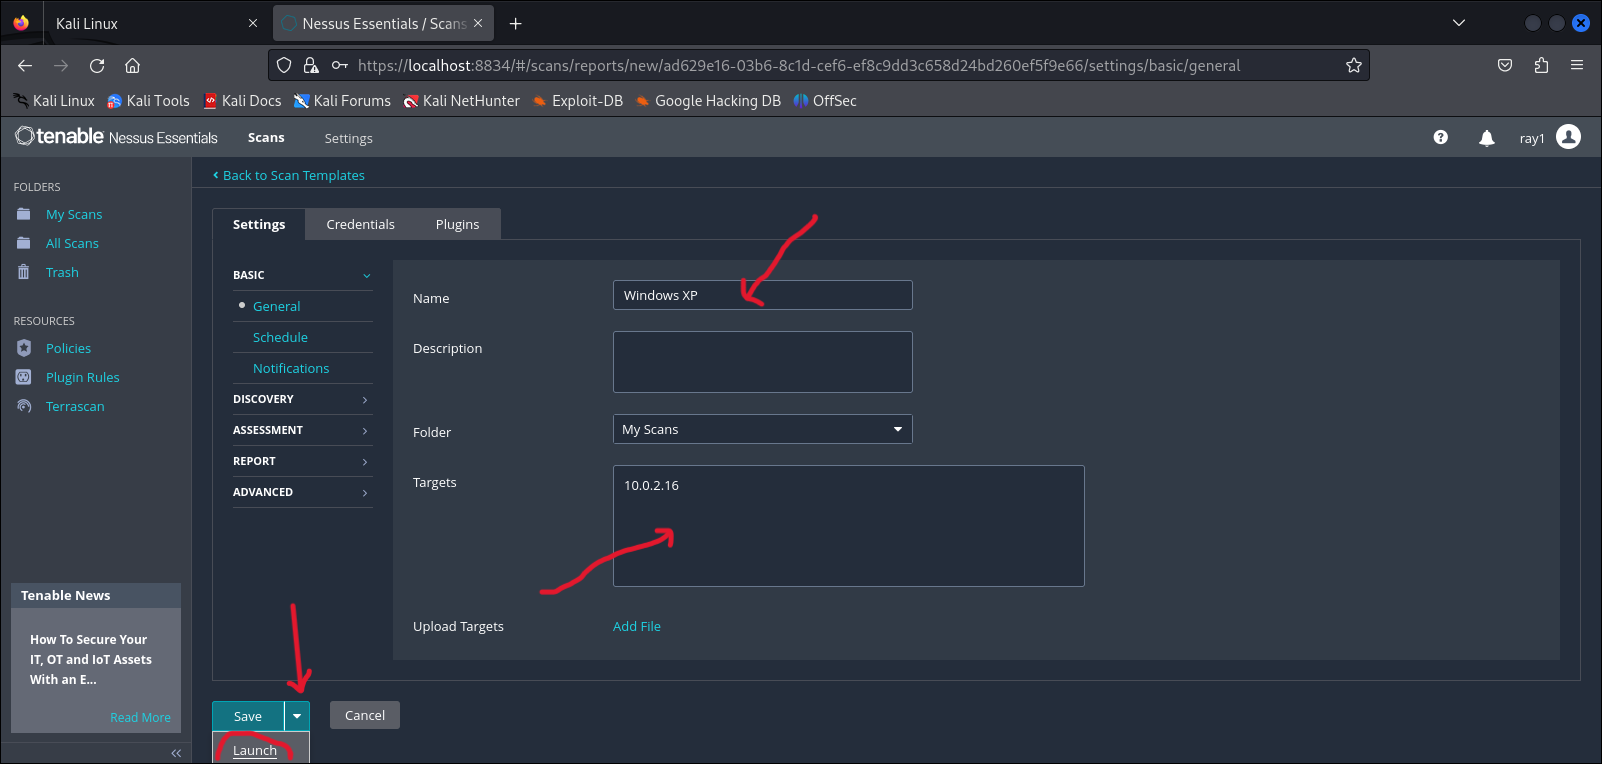 Kali Linux
Nessus Essentials / Scans
https://localhost:8834/#/scans/reports/new/ad629e16-03b6-8c1d-cef6-ef8c9dd3c658d24bd260ef5f9e66/settings/basic/general
Kali Linux Kali Tools Kali Docs Kali Forums Kali NetHunter Exploit-DB Google Hacking DB OffSec
tenable Nessus Essentials Scans Settings ray1
FOLDERS
My Scans
All Scans
Trash
RESOURCES
Policies
Plugin Rules
Terrascan
Tenable News
How To Secure Your
IT, OT and IoT Assets
With an E...
Read More
Back to Scan Templates
Settings Credentials Plugins
BASIC
General
Schedule
Notifications
DISCOVERY
ASSESSMENT
REPORT
ADVANCED
Name Windows XP
Description
Folder My Scans
Targets 10.0.2.16
Upload Targets Add File
Save Cancel
Launch